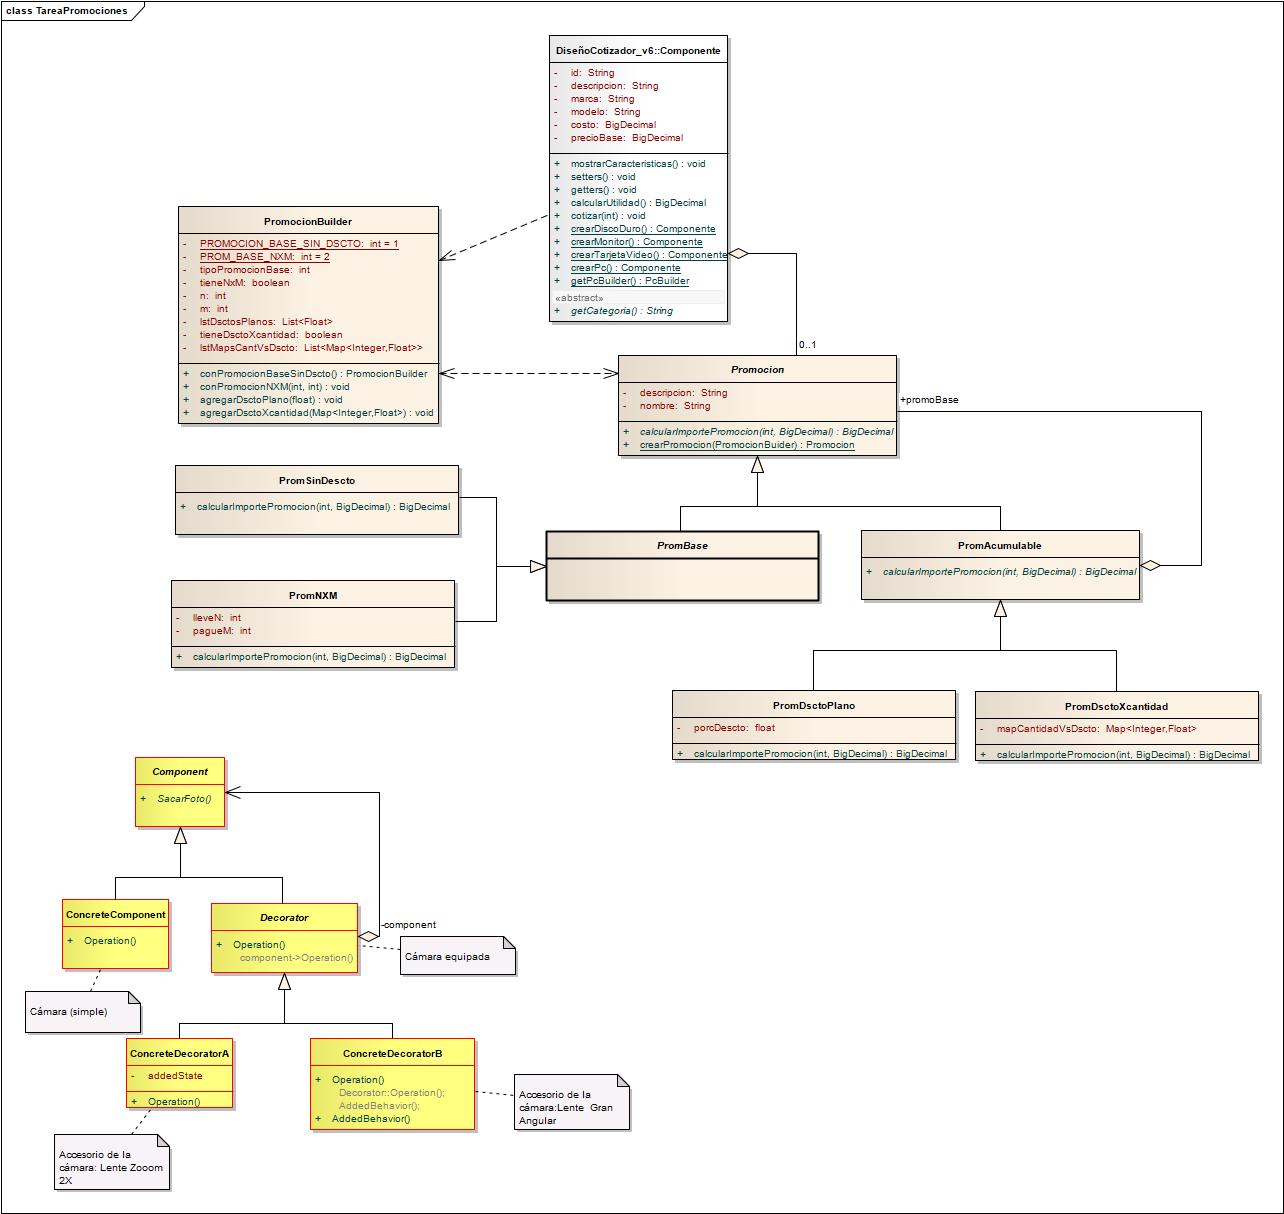 class TareaPromociones
DiseñoCotizador_v6::Componente
- id: String
- descripcion: String
- marca: String
- modelo: String
- costo: BigDecimal
- precioBase: BigDecimal
+ mostrarCaracteristicas() : void
+ setters() : void
+ getters() : void
+ calcularUtilidad() : BigDecimal
+ cotizar(int) : void
+ crearDiscoDuro() : Componente
+ crearMonitor() : Componente
+ crearTarjetaVideo() : Componente
+ crearPc() : Componente
+ getPcBuilder() : PcBuilder
«abstract»
+ getCategoria() : String
PromocionBuilder
- PROMOCION_BASE_SIN_DSCTO: int = 1
- PROM_BASE_NXM: int = 2
- tipoPromocionBase: int
- tieneNxM: boolean
- n: int
- m: int
- lstDsctosPlanos: List<Float>
- tieneDsctoXcantidad: boolean
- lstMapsCantVsDscto: List<Map<Integer,Float>>
+ conPromocionBaseSinDscto() : PromocionBuilder
+ conPromocionNXM(int, int) : void
+ agregarDsctoPlano(float) : void
+ agregarDsctoXcantidad(Map<Integer,Float>) : void
0..1
Promocion
- descripcion: String
- nombre: String
+ calcularImportePromocion(int, BigDecimal) : BigDecimal
+ crearPromocion(PromocionBuider) : Promocion
+promoBase
PromSinDescto
+ calcularImportePromocion(int, BigDecimal) : BigDecimal
PromBase
PromAcumulable
+ calcularImportePromocion(int, BigDecimal) : BigDecimal
PromNXM
- lleveN: int
- pagueM: int
+ calcularImportePromocion(int, BigDecimal) : BigDecimal
PromDsctoPlano
- porcDescto: float
+ calcularImportePromocion(int, BigDecimal) : BigDecimal
PromDsctoXcantidad
- mapCantidadVsDscto: Map<Integer,Float>
+ calcularImportePromocion(int, BigDecimal) : BigDecimal
Component
+ SacarFoto()
ConcreteComponent
+ Operation()
Decorator
+ Operation()
component->Operation()
-component
Cámara equipada
Cámara (simple)
ConcreteDecoratorA
- addedState
+ Operation()
ConcreteDecoratorB
+ Operation()
Decorator::Operation();
AddedBehavior();
+ AddedBehavior()
Accesorio de la
cámara:Lente Gran
Angular
Accesorio de la
cámara: Lente Zooom
2X